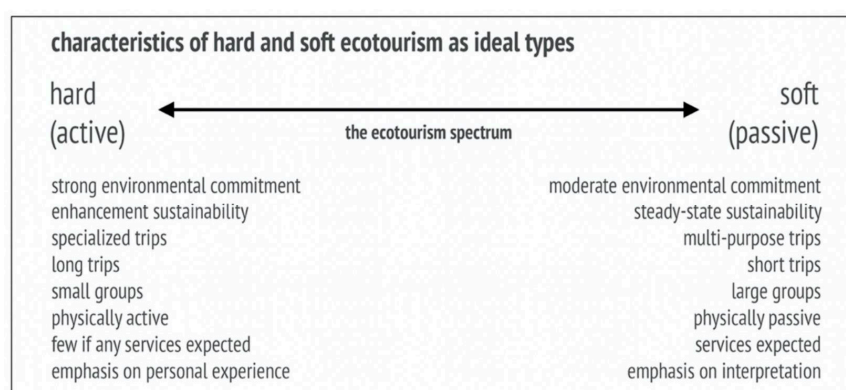 characteristics of hard and soft ecotourism as ideal types
hard
(active)
the ecotourism spectrum
soft
(passive)
strong environmental commitment
enhancement sustainability
specialized trips
long trips
small groups
physically active
few if any services expected
emphasis on personal experience
moderate environmental commitment
steady-state sustainability
multi-purpose trips
short trips
large groups
physically passive
services expected
emphasis on interpretation